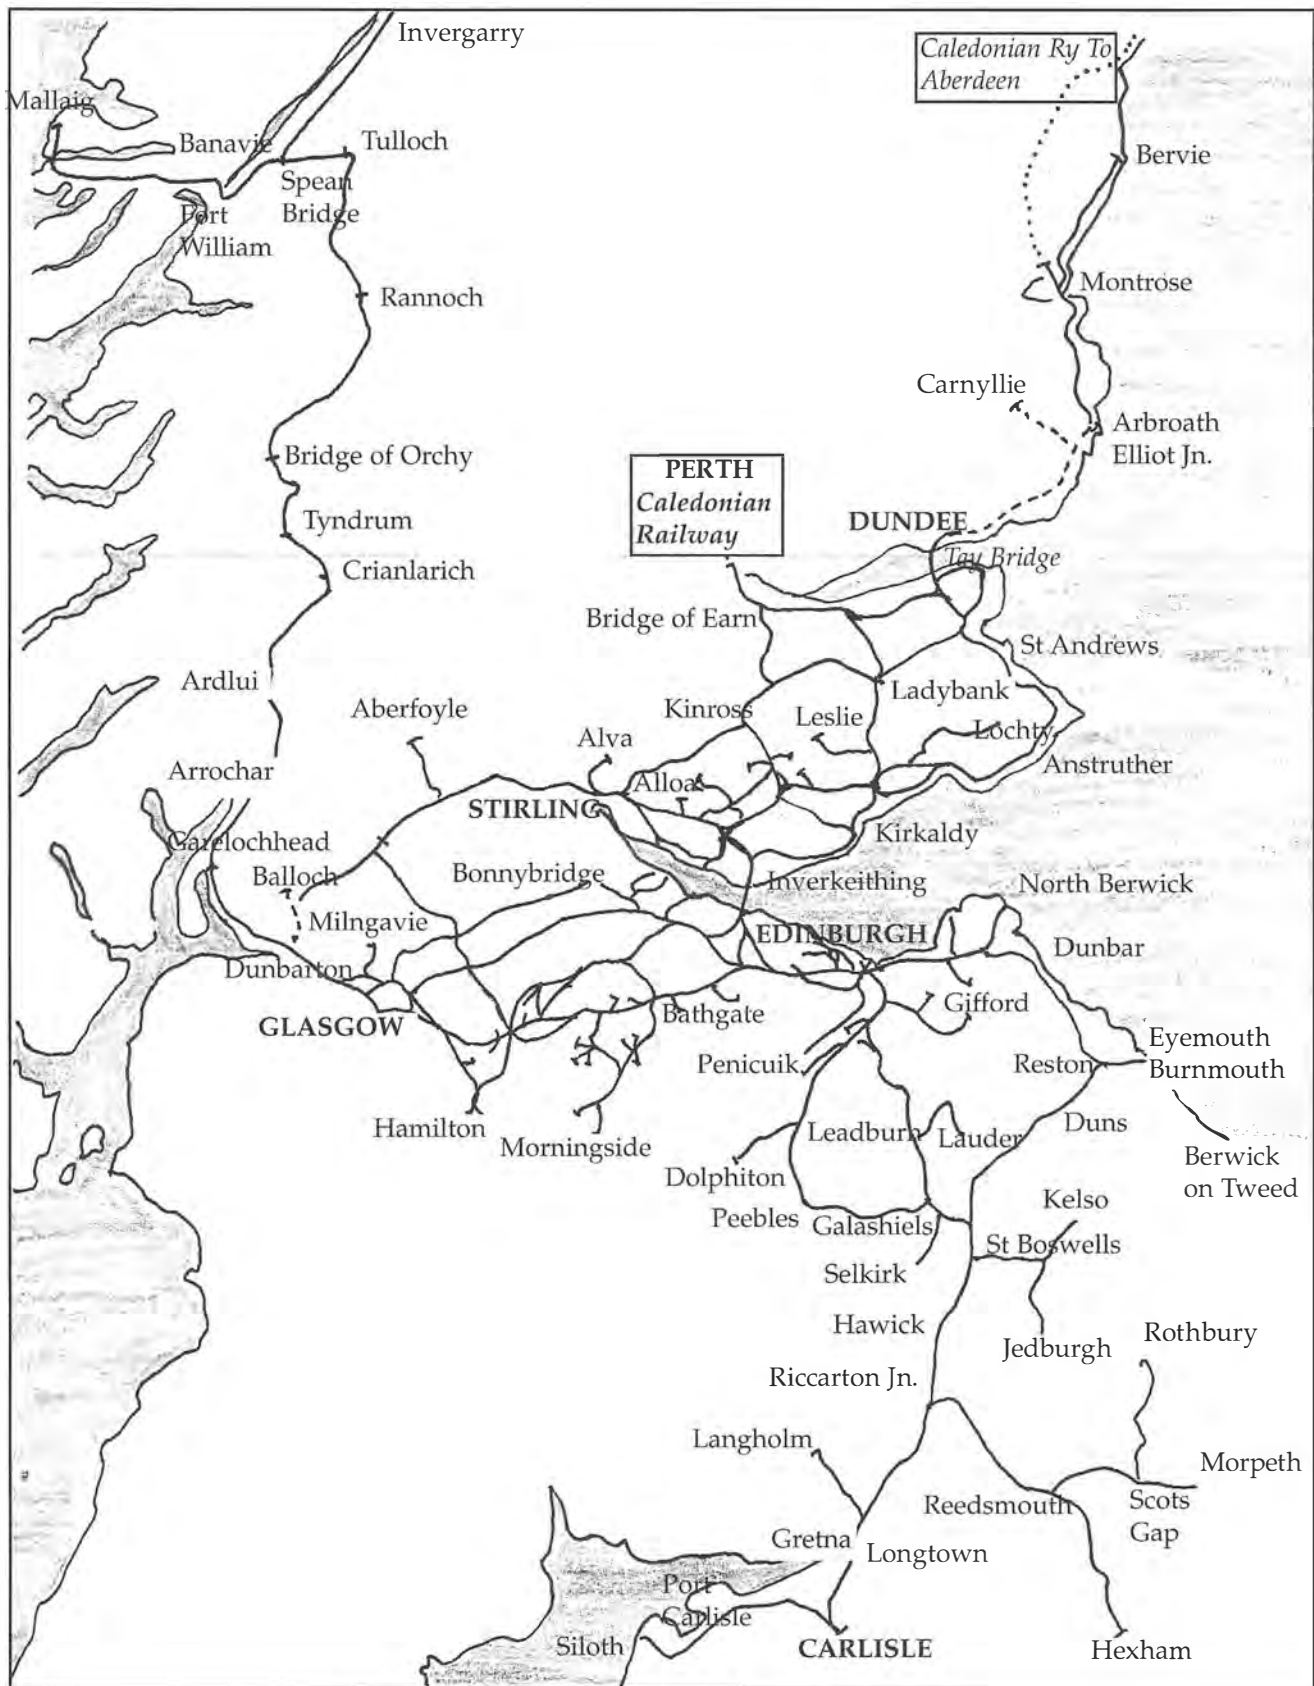 Invergarry
Caledonian Ry To
Aberdeen
Mallaig
Banavie
Tulloch
Bervie
Spean
Bridge
Fort
William
Rannoch
Montrose
Carnyllie
Arbroath
Elliot Jn.
Bridge of Orchy
PERTH
Caledonian
Railway
DUNDEE
Tyndrum
Tay Bridge
Crianlarich
Bridge of Earn
St Andrews
Ardlui
Ladybank
Aberfoyle
Kinross
Leslie
Lochty
Alva
Arrochar
Anstruther
Alloa
STIRLING
Kirkaldy
Garelochhead
Balloch
Bonnybridge
Inverkeithing
North Berwick
Milngavie
EDINBURGH
Dunbar
Dunbarton
GLASGOW
Bathgate
Gifford
Penicuik
Reston
Eyemouth
Burnmouth
Hamilton
Morningside
Leadburn
Lauder
Duns
Dolphiton
Berwick
on Tweed
Peebles
Galashiels
Kelso
St Boswells
Selkirk
Hawick
Jedburgh
Rothbury
Riccarton Jn.
Langholm
Morpeth
Reedsmouth
Scots
Gap
Gretna
Longtown
Port
Carlisle
Siloth
CARLISLE
Hexham